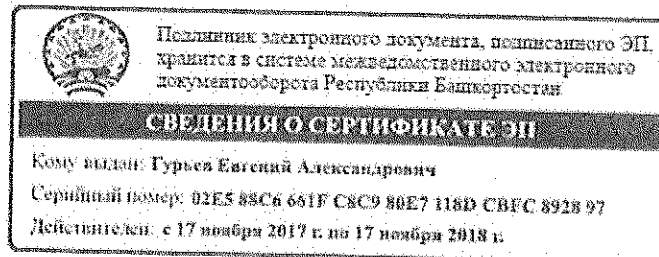 Подлинник электронного документа, подписанного ЭП,
хранится в системе межведомственного электронного
документооборота Республики Башкортостан
СВЕДЕНИЯ О СЕРТИФИКАТЕ ЭП
Кому выдан: Гурьев Евгений Александрович
Серийный номер: 02E5 88C6 661F C8C9 80E7 118D CBFC 8928 97
Действителен: с 17 ноября 2017 г. по 17 ноября 2018 г.